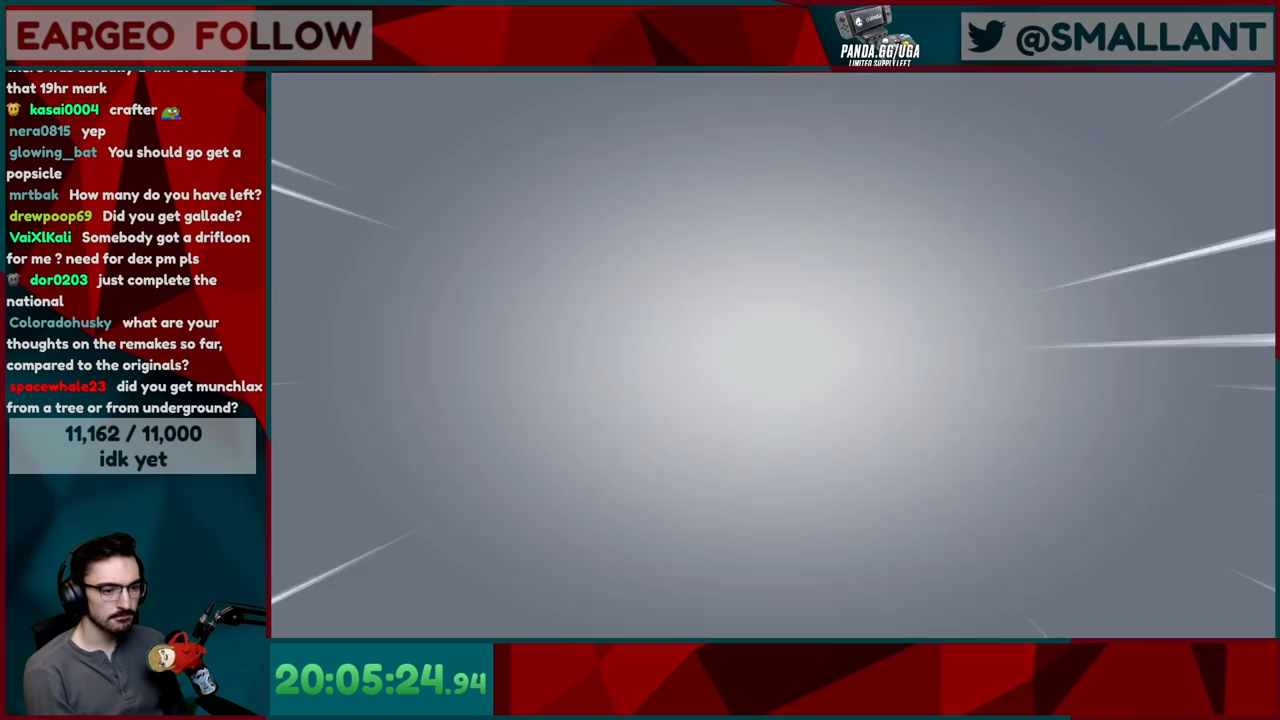 EARGEO FOLLOW
PANDA.GG/UGA
LIMITED SUPPLY LEFT
@SMALLANT
that 19hr mark
kasai0004 crafter
nera0815 yep
glowing__bat You should go get a
popsicle
mrtbak How many do you have left?
drewpoop69 Did you get gallade?
VaiXlKali Somebody got a drifloon
for me ? need for dex pm pls
dor0203 just complete the
national
Coloradohusky what are your
thoughts on the remakes so far,
compared to the originals?
spacewhale23 did you get munchlax
from a tree or from underground?
11,162 / 11,000
idk yet
20:05:24.94